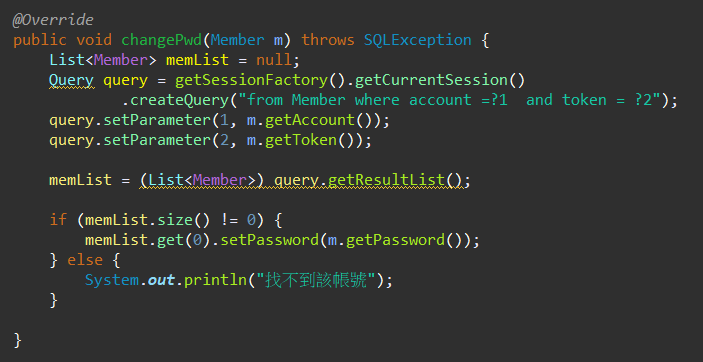 @Override
public void changePwd(Member m) throws SQLException {
    List<Member> memList = null;
    Query query = getSessionFactory().getCurrentSession()
            .createQuery("from Member where account =?1  and token = ?2");
    query.setParameter(1, m.getAccount());
    query.setParameter(2, m.getToken());

    memList = (List<Member>) query.getResultList();

    if (memList.size() != 0) {
        memList.get(0).setPassword(m.getPassword());
    } else {
        System.out.println("找不到該帳號");
    }

}